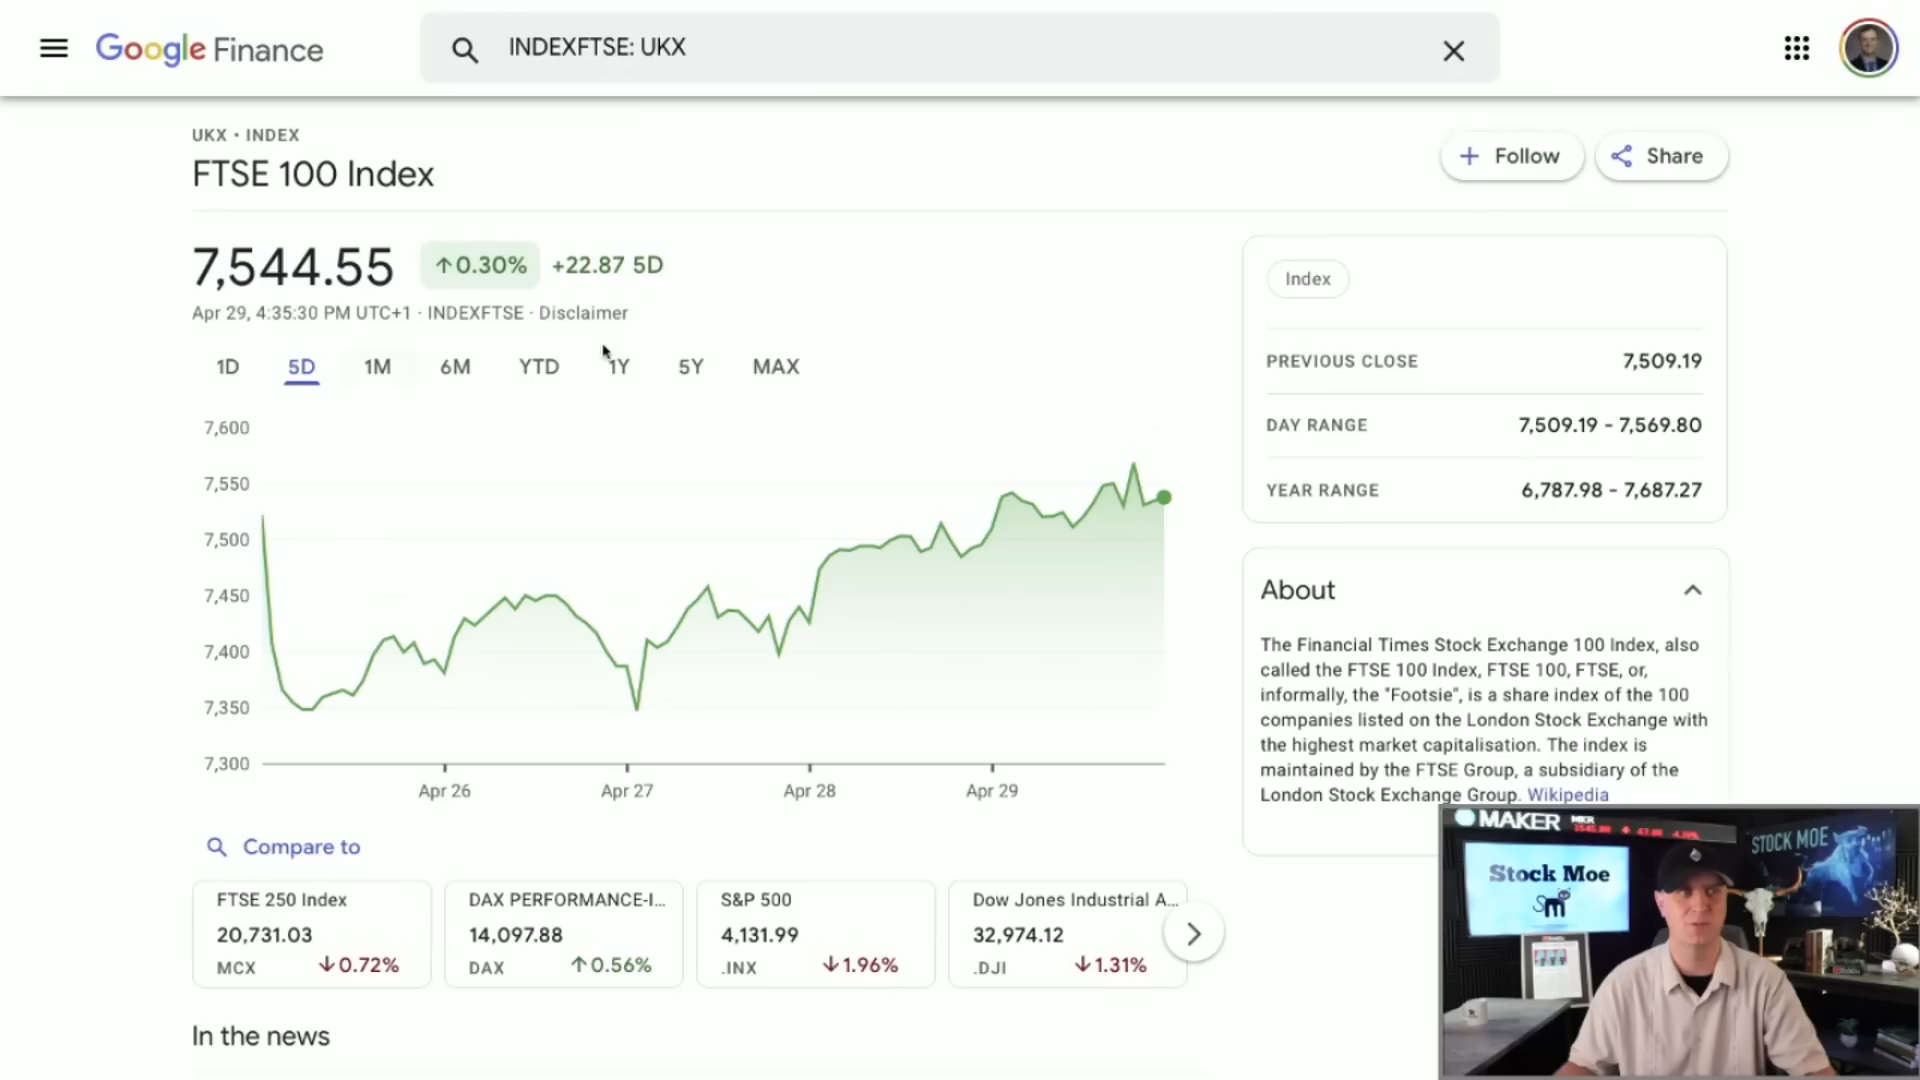 Google Finance
INDEXFTSE: UKX
UKX • INDEX
FTSE 100 Index
Follow
Share
7,544.55
↑0.30%
+22.87 5D
Apr 29, 4:35:30 PM UTC+1 · INDEXFTSE · Disclaimer
1D 5D 1M 6M YTD 1Y 5Y MAX
7,600
7,550
7,500
7,450
7,400
7,350
7,300
Apr 26 Apr 27 Apr 28 Apr 29
Index
PREVIOUS CLOSE 7,509.19
DAY RANGE 7,509.19 - 7,569.80
YEAR RANGE 6,787.98 - 7,687.27
About
The Financial Times Stock Exchange 100 Index, also
called the FTSE 100 Index, FTSE 100, FTSE, or,
informally, the "Footsie", is a share index of the 100
companies listed on the London Stock Exchange with
the highest market capitalisation. The index is
maintained by the FTSE Group, a subsidiary of the
London Stock Exchange Group. Wikipedia
Compare to
FTSE 250 Index
20,731.03
MCX ↓0.72%
DAX PERFORMANCE-I...
14,097.88
DAX ↑0.56%
S&P 500
4,131.99
.INX ↓1.96%
Dow Jones Industrial A...
32,974.12
.DJI ↓1.31%
In the news
MAKER
MKR
STOCK MOE
Stock Moe
SM